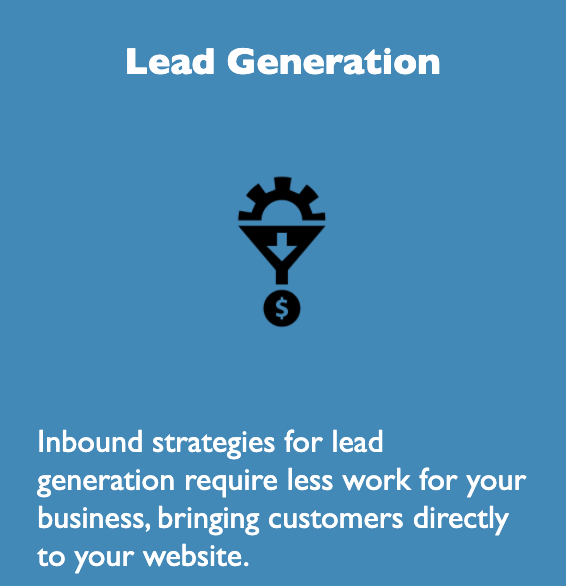 Lead Generation
$
Inbound strategies for lead
generation require less work for your
business, bringing customers directly
to your website.